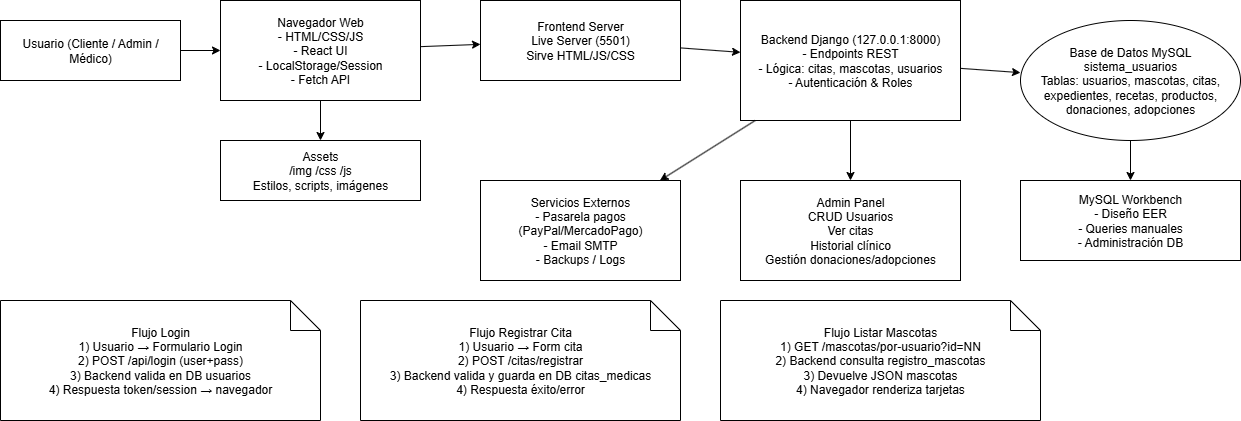 Usuario (Cliente / Admin /
Médico)
Navegador Web
- HTML/CSS/JS
- React UI
- LocalStorage/Session
- Fetch API
Frontend Server
Live Server (5501)
Sirve HTML/JS/CSS
Backend Django (127.0.0.1:8000)
- Endpoints REST
- Lógica: citas, mascotas, usuarios
- Autenticación & Roles
Base de Datos MySQL
sistema_usuarios
Tablas: usuarios, mascotas, citas,
expedientes, recetas, productos,
donaciones, adopciones
Assets
/img /css /js
Estilos, scripts, imágenes
Servicios Externos
- Pasarela pagos
(PayPal/MercadoPago)
- Email SMTP
- Backups / Logs
Admin Panel
CRUD Usuarios
Ver citas
Historial clínico
Gestión donaciones/adopciones
MySQL Workbench
- Diseño EER
- Queries manuales
- Administración DB
Flujo Login
1) Usuario → Formulario Login
2) POST /api/login (user+pass)
3) Backend valida en DB usuarios
4) Respuesta token/session → navegador
Flujo Registrar Cita
1) Usuario → Form cita
2) POST /citas/registrar
3) Backend valida y guarda en DB citas_medicas
4) Respuesta éxito/error
Flujo Listar Mascotas
1) GET /mascotas/por-usuario?id=NN
2) Backend consulta registro_mascotas
3) Devuelve JSON mascotas
4) Navegador renderiza tarjetas